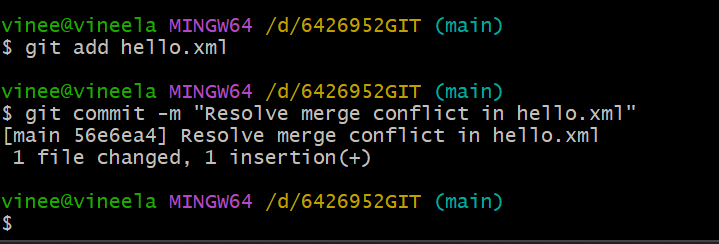 vinee@vineela MINGW64 /d/6426952GIT (main)
$ git add hello.xml
vinee@vineela MINGW64 /d/6426952GIT (main)
$ git commit -m "Resolve merge conflict in hello.xml"
[main 56e6ea4] Resolve merge conflict in hello.xml
 1 file changed, 1 insertion(+)
vinee@vineela MINGW64 /d/6426952GIT (main)
$